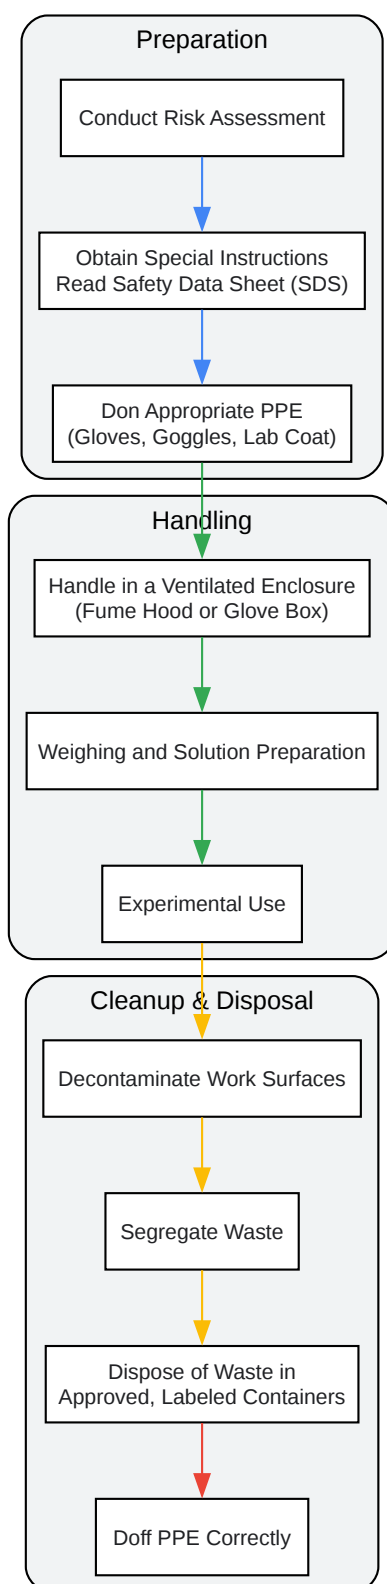 Preparation
Conduct Risk Assessment
Obtain Special Instructions
Read Safety Data Sheet (SDS)
Don Appropriate PPE
(Gloves, Goggles, Lab Coat)
Handling
Handle in a Ventilated Enclosure
(Fume Hood or Glove Box)
Weighing and Solution Preparation
Experimental Use
Cleanup & Disposal
Decontaminate Work Surfaces
Segregate Waste
Dispose of Waste in
Approved, Labeled Containers
Doff PPE Correctly